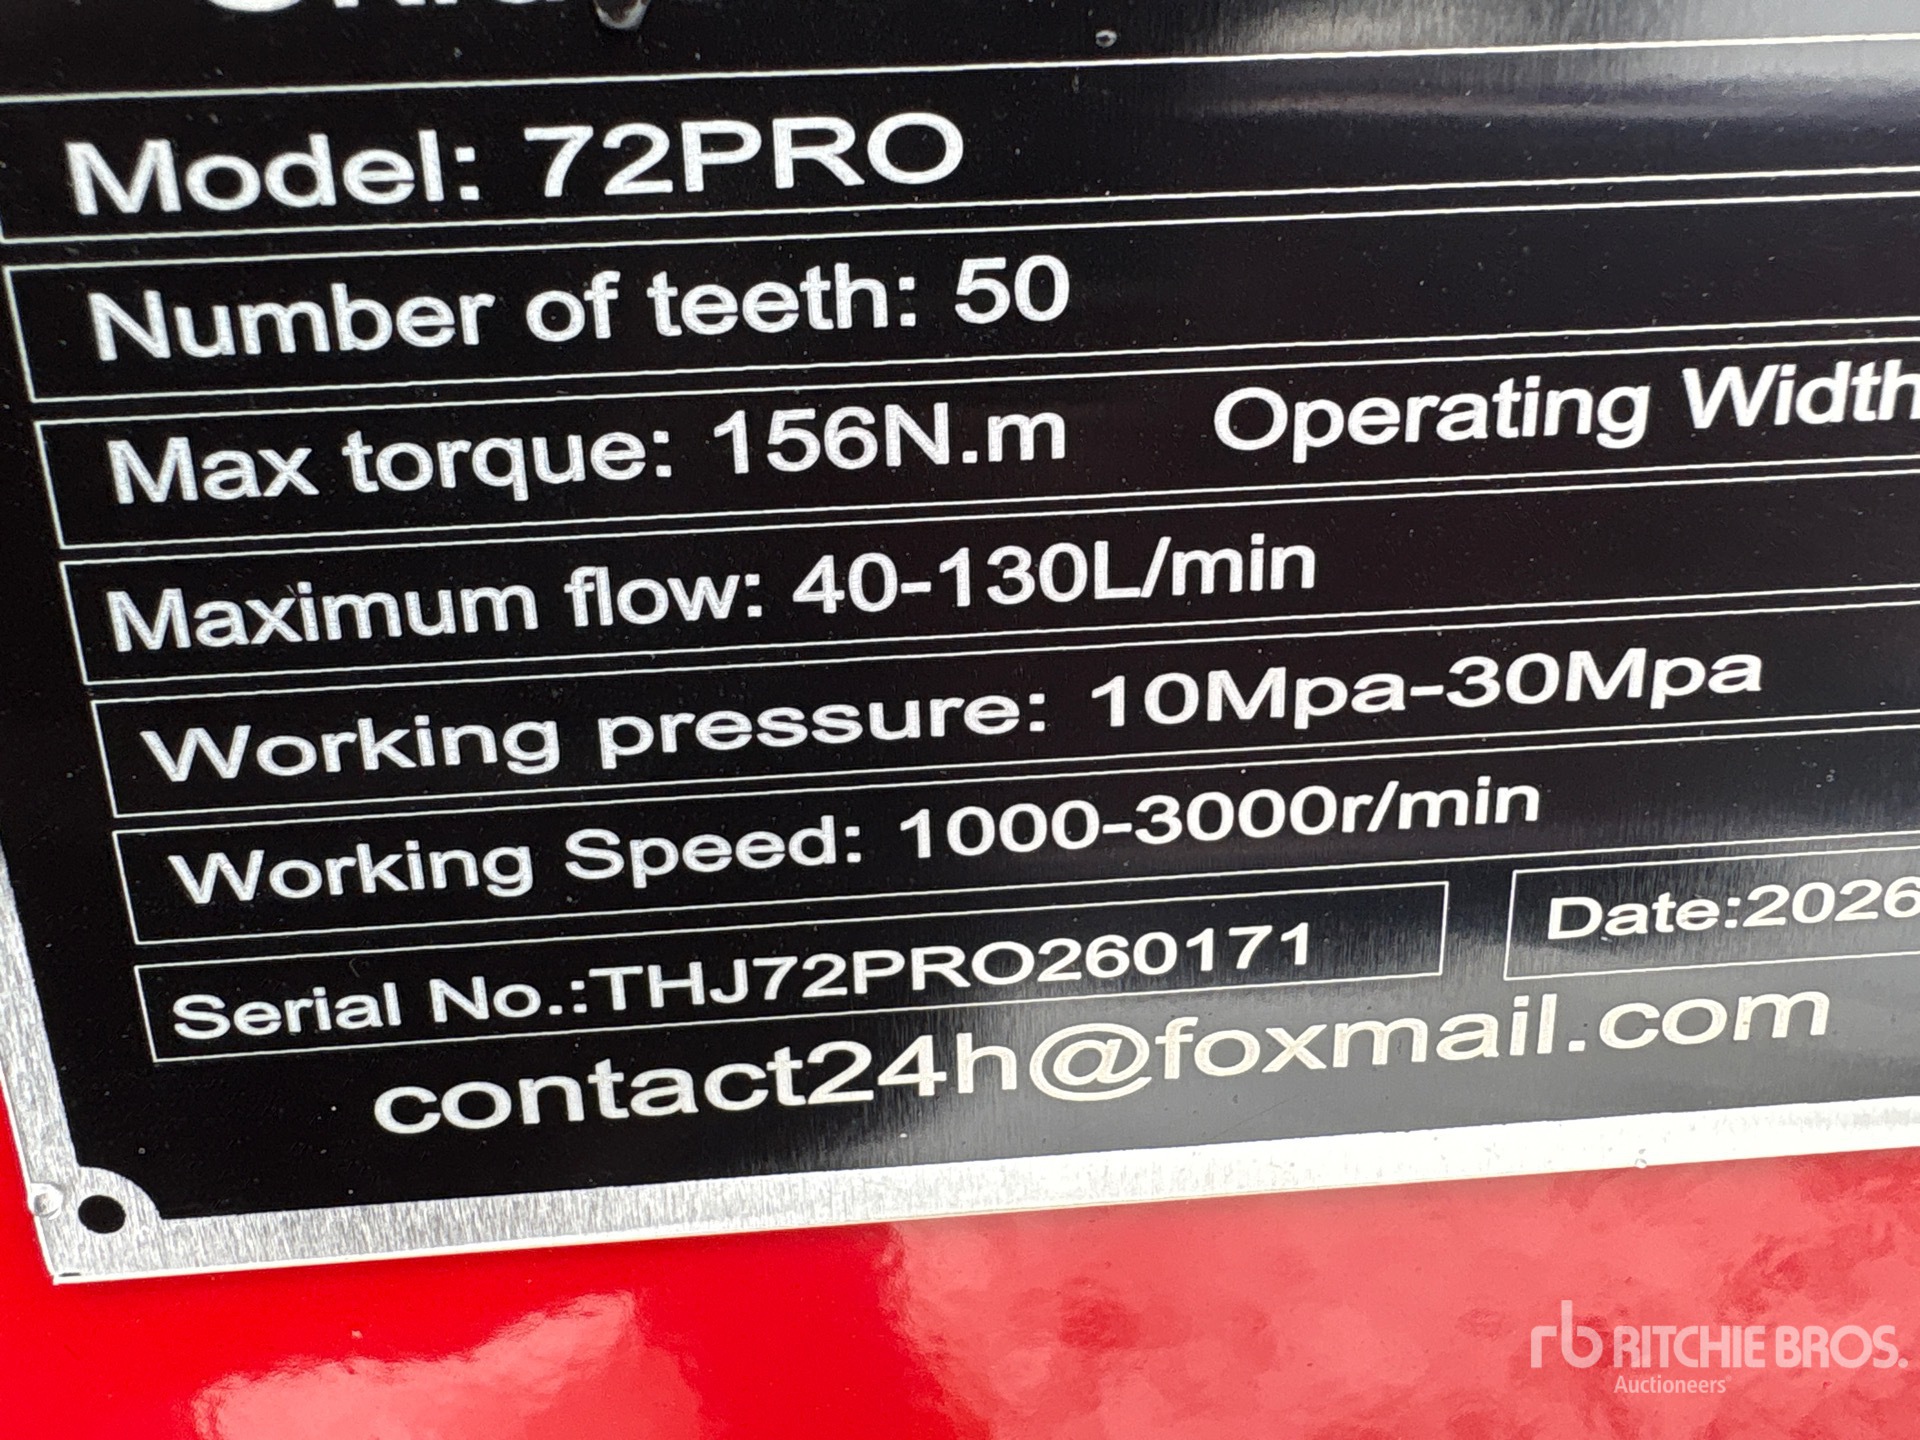 Model: 72PRO
Number of teeth: 50
Max torque: 156N.m Operating Width
Maximum flow: 40-130L/min
Working pressure: 10Mpa-30Mpa
Working Speed: 1000-3000r/min
Serial No.:THJ72PRO260171 Date:2026
contact24h@foxmail.com
rb RITCHIE BROS.
Auctioneers